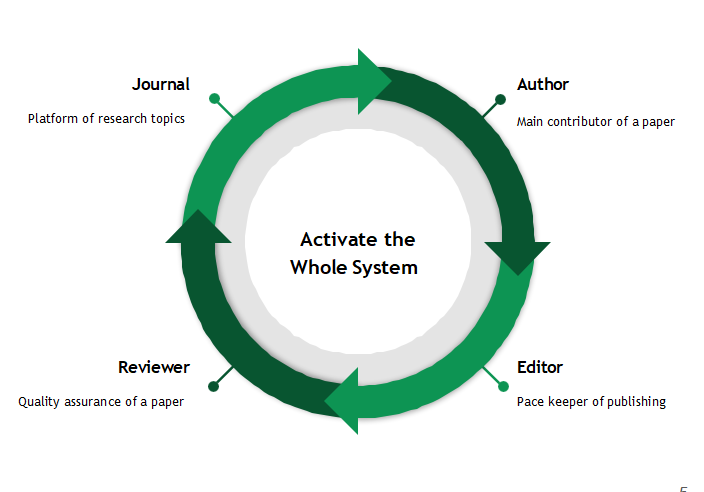 Journal
Platform of research topics
Author
Main contributor of a paper
Activate the
Whole System
Reviewer
Quality assurance of a paper
Editor
Pace keeper of publishing